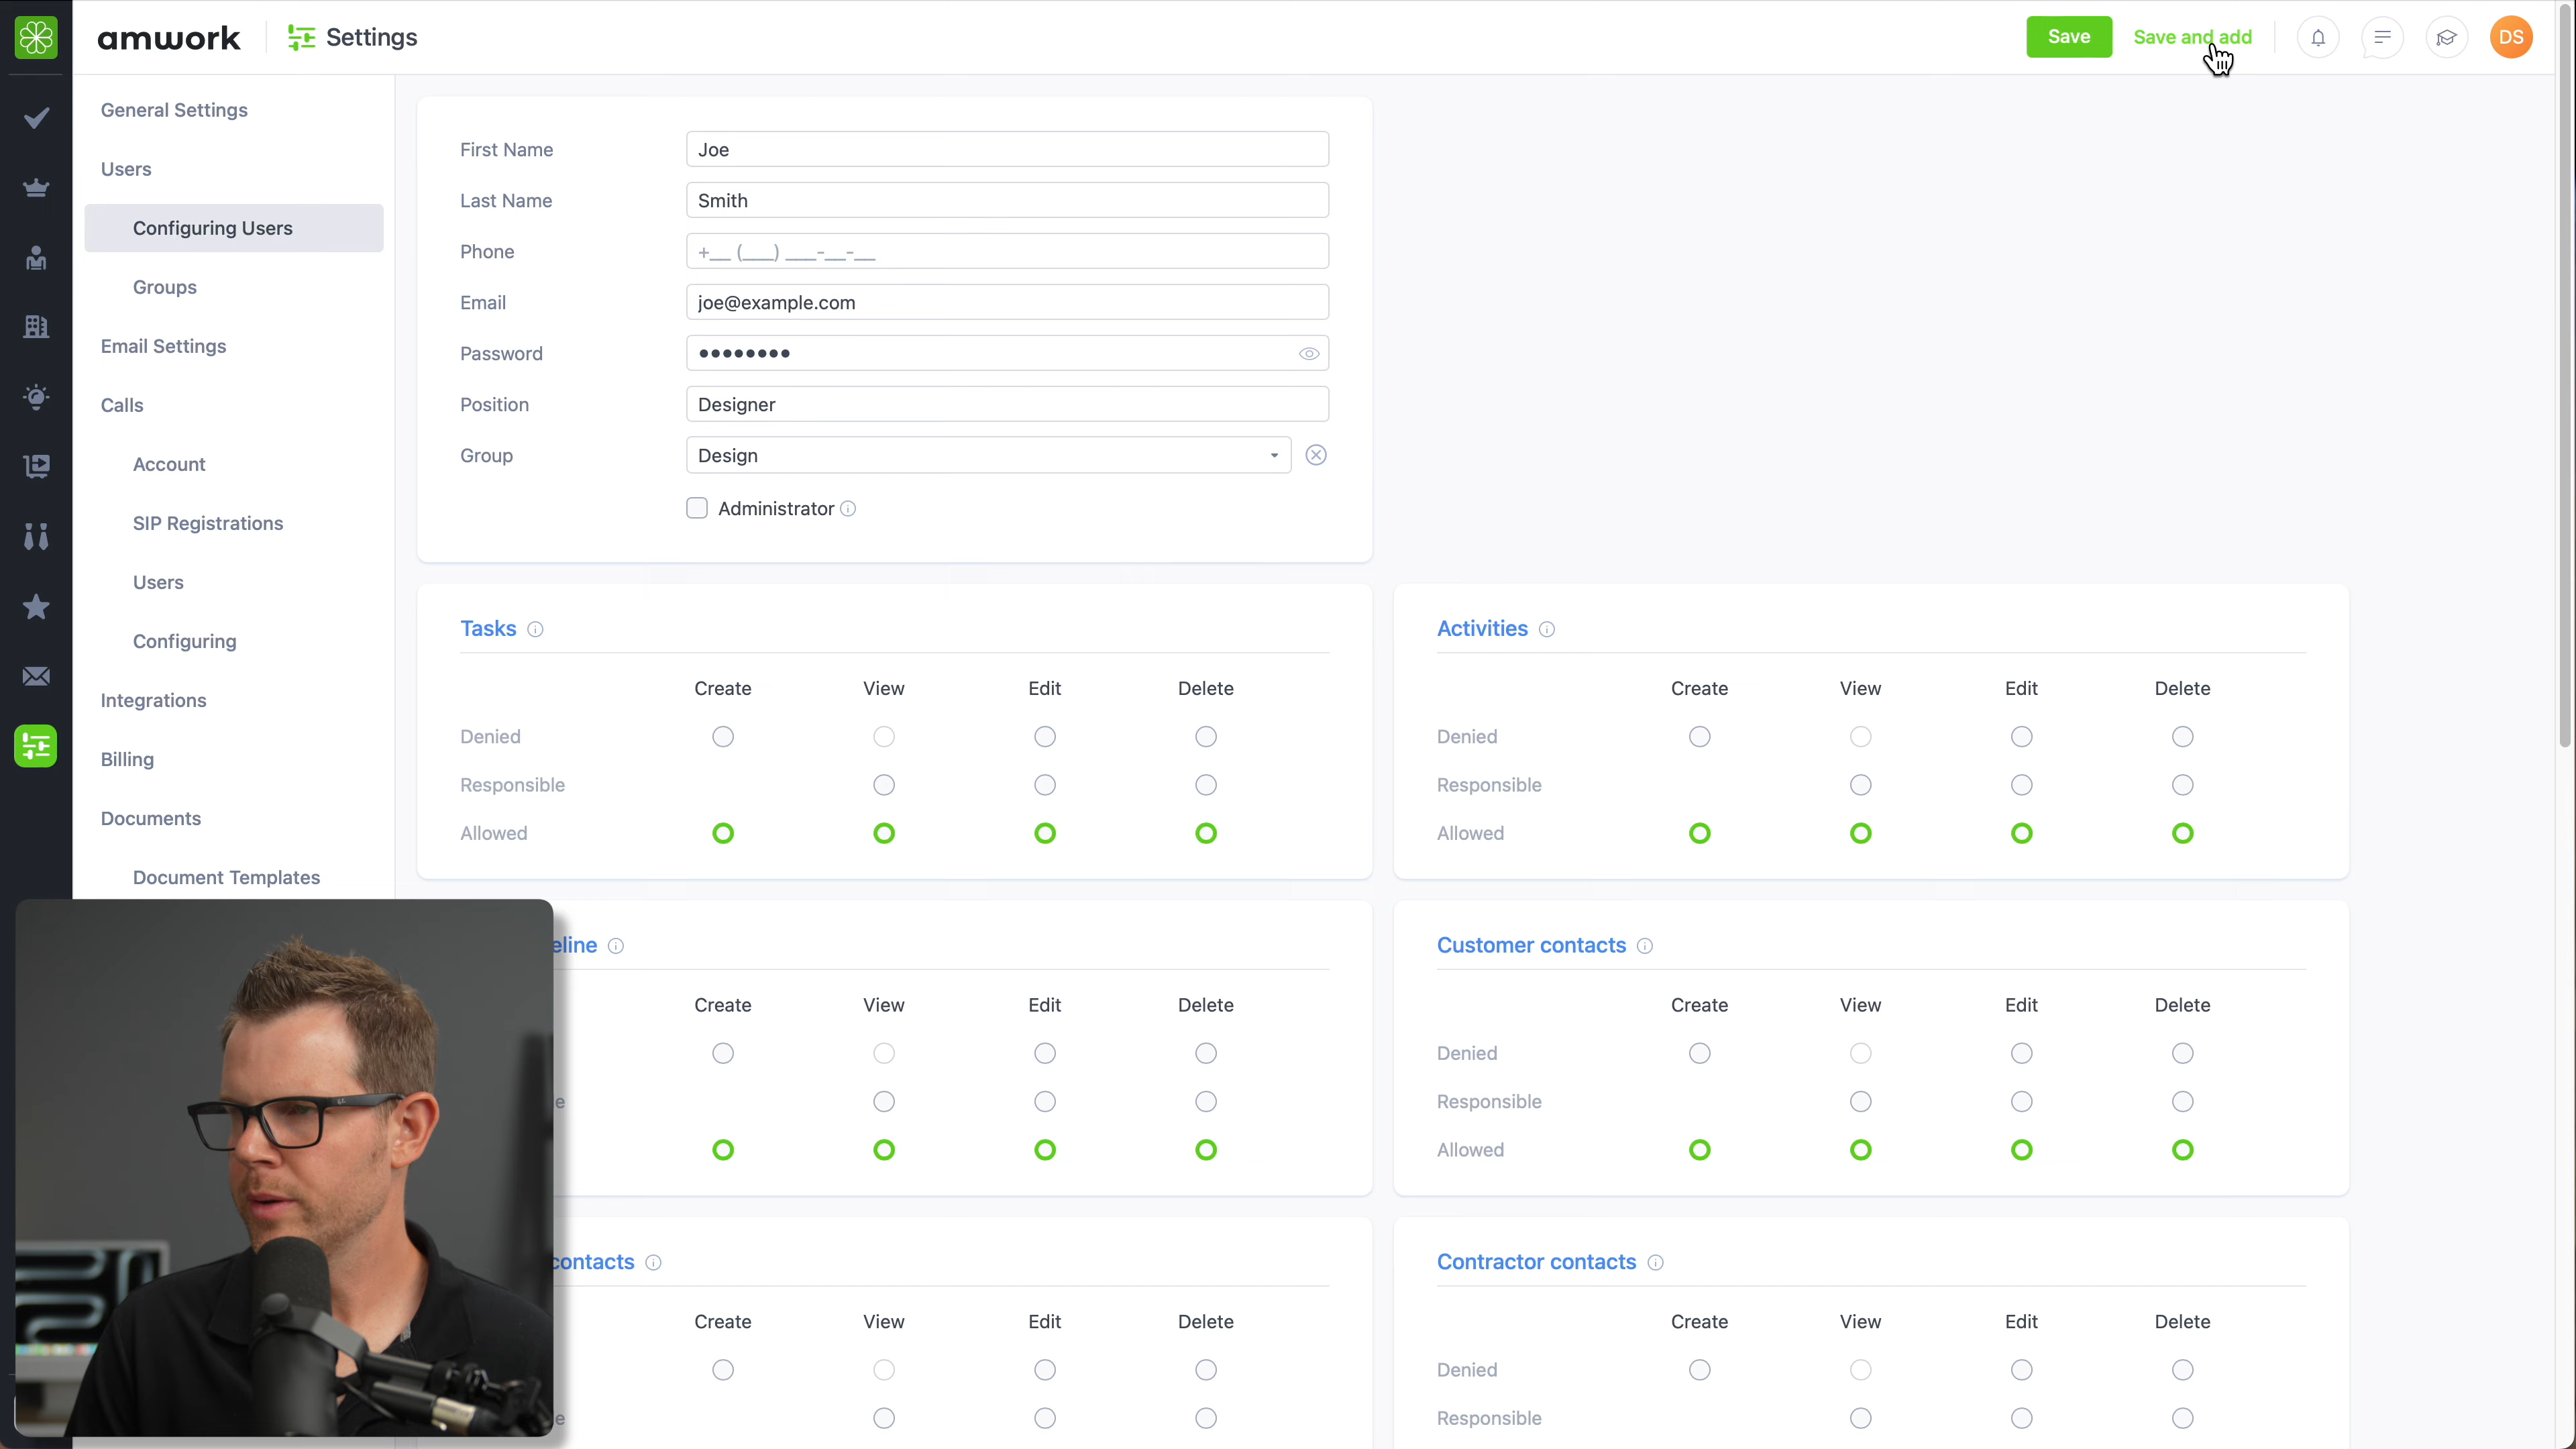 amwork
Settings
Save
Save and add
DS
General Settings
Users
Configuring Users
Groups
Email Settings
Calls
Account
SIP Registrations
Users
Configuring
Integrations
Billing
Documents
Document Templates
First Name
Joe
Last Name
Smith
Phone
+__ (___) ___-__-__
Email
joe@example.com
Password
••••••••
Position
Designer
Group
Design
Administrator
Tasks
Create View Edit Delete
Denied
Responsible
Allowed
Activities
Create View Edit Delete
Denied
Responsible
Allowed
eline
Create View Edit Delete
e
Customer contacts
Create View Edit Delete
Denied
Responsible
Allowed
contacts
Create View Edit Delete
e
Contractor contacts
Create View Edit Delete
Denied
Responsible